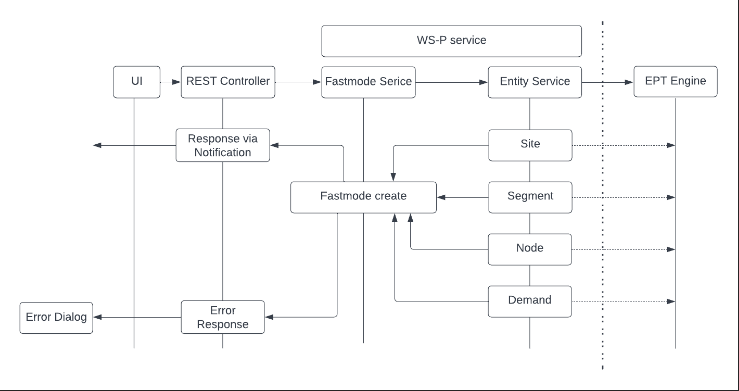 WS-P service
UI
REST Controller
Fastmode Serice
Entity Service
EPT Engine
Response via
Notification
Site
Fastmode create
Segment
Node
Demand
Error Dialog
Error
Response